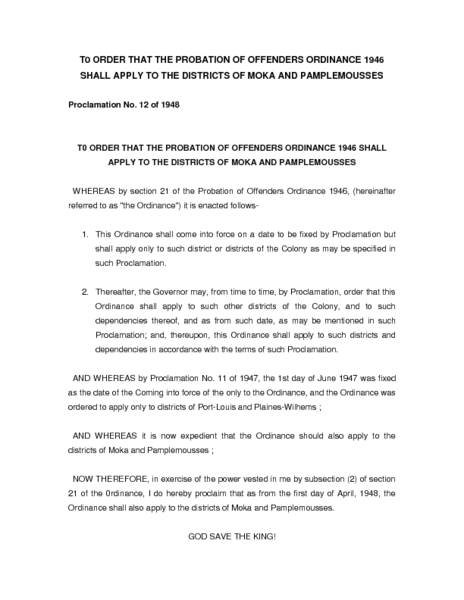 T0 ORDER THAT THE PROBATION OF OFFENDERS ORDINANCE 1946
SHALL APPLY TO THE DISTRICTS OF MOKA AND PAMPLEMOUSSES
Proclamation No. 12 of 1948
T0 ORDER THAT THE PROBATION OF OFFENDERS ORDINANCE 1946 SHALL
APPLY TO THE DISTRICTS OF MOKA AND PAMPLEMOUSSES
WHEREAS by section 21 of the Probation of Offenders Ordinance 1946, (hereinafter
referred to as "the Ordinance") it is enacted follows-
1. This Ordinance shall come into force on a date to be fixed by Proclamation but
shall apply only to such district or districts of the Colony as may be specified in
such Proclamation.
2. Thereafter, the Governor may, from time to time, by Proclamation, order that this
Ordinance shall apply to such other districts of the Colony, and to such
dependencies thereof, and as from such date, as may be mentioned in such
Proclamation; and, thereupon, this Ordinance shall apply to such districts and
dependencies in accordance with the terms of such Proclamation.
AND WHEREAS by Proclamation No. 11 of 1947, the 1st day of June 1947 was fixed
as the date of the Coming into force of the only to the Ordinance, and the Ordinance was
ordered to apply only to districts of Port-Louis and Plaines-Wilhems ;
AND WHEREAS it is now expedient that the Ordinance should also apply to the
districts of Moka and Pamplemousses ;
NOW THEREFORE, in exercise of the power vested in me by subsection (2) of section
21 of the 0rdinance, I do hereby proclaim that as from the first day of April, 1948, the
Ordinance shall also apply to the districts of Moka and Pamplemousses.
GOD SAVE THE KING!